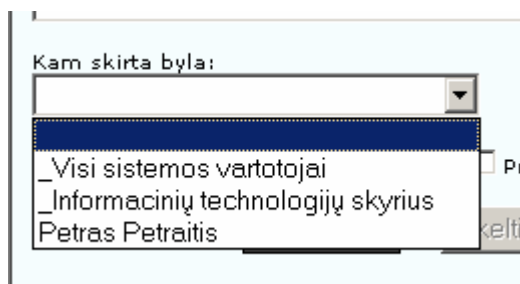 Kam skirta byla:
_Visi sistemos vartotojai
_Informacinių technologijų skyrius
Petras Petraitis